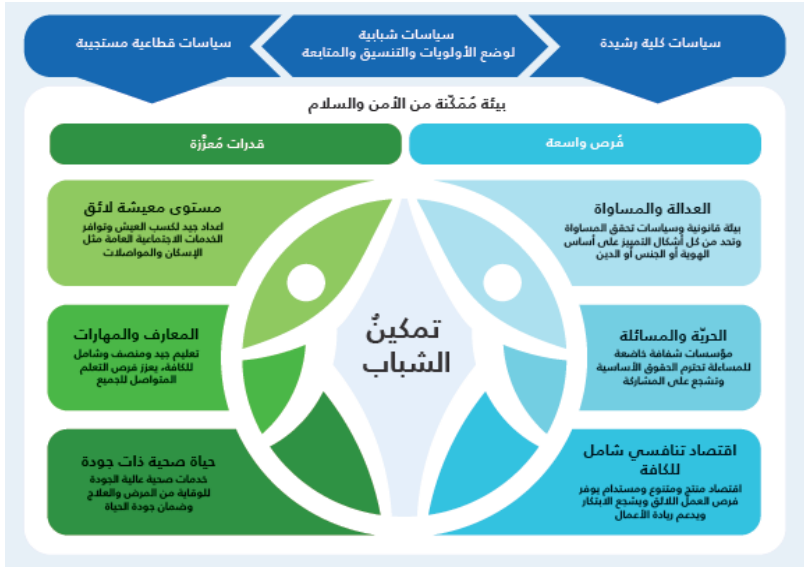 سياسات كلية رشيدة
سياسات شبابية
لوضع الأولويات والتنسيق والمتابعة
سياسات قطاعية مستجيبة
بيئة مُمَكّنة من الأمن والسلام
فُرص واسعة
قدرات مُعزَّزة
العدالة والمساواة
بيئة قانونية وسياسات تحقق المساواة
وتحد من كل أشكال التمييز على أساس
الهوية أو الجنس أو الدين
مستوى معيشة لائق
اعداد جيد لكسب العيش وتوافر
الخدمات الاجتماعية العامة مثل
الإسكان والمواصلات
تمكينُ
الشباب
الحريّة والمسائلة
مؤسسات شفافة خاضعة
للمساءلة تحترم الحقوق الأساسية
وتشجع على المشاركة
المعارف والمهارات
تعليم جيد ومنصف وشامل
للكافة، يعزز فرص التعلم
المتواصل للجميع
اقتصاد تنافسي شامل
للكافة
اقتصاد منتج ومتنوع ومستدام يوفر
فرص العمل اللائق ويشجع الابتكار
ويدعم ريادة الأعمال
حياة صحية ذات جودة
خدمات صحية عالية الجودة
للوقاية من المرض والعلاج
وضمان جودة الحياة